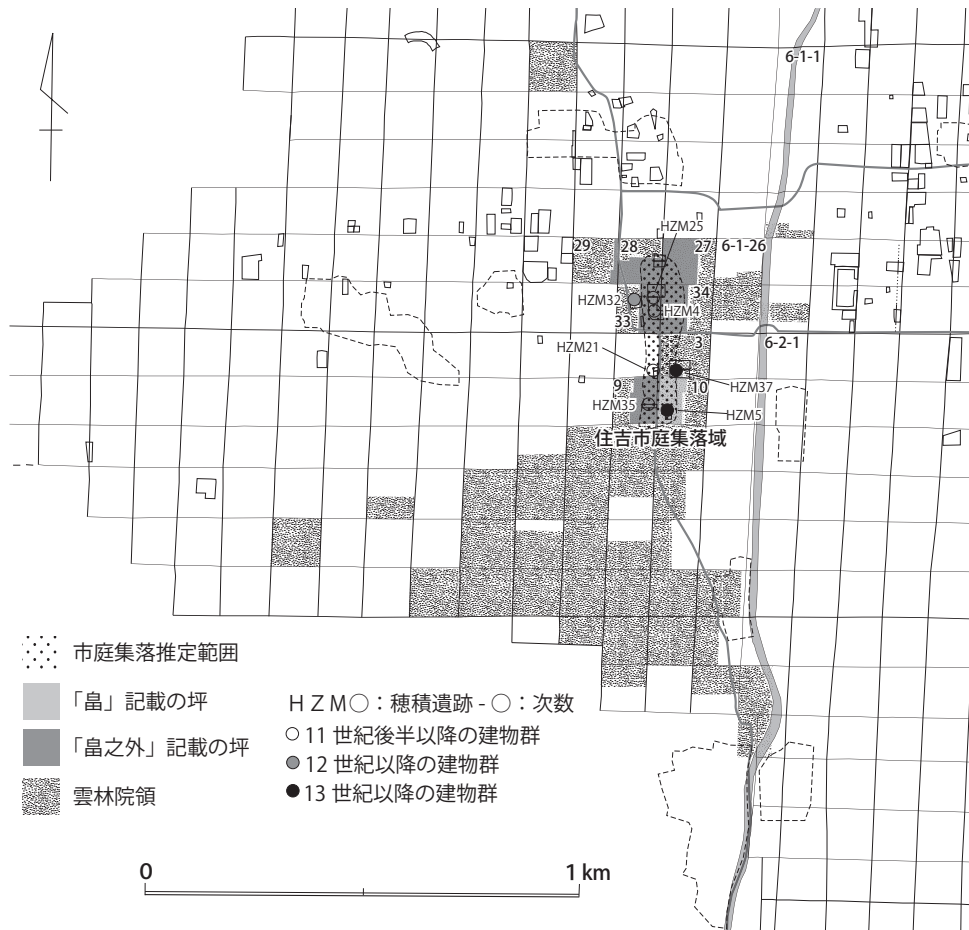 6-1-1
HZM25
29
28
27
6-1-26
HZM32
34
HZM4
33
3
6-2-1
HZM21
9
10
HZM37
HZM35
HZM5
住吉市庭集落域
市庭集落推定範囲
「畠」記載の坪
「畠之外」記載の坪
雲林院領
HZM○：穂積遺跡 - ○：次数
○ 11 世紀後半以降の建物群
● 12 世紀以降の建物群
● 13 世紀以降の建物群
0
1 km